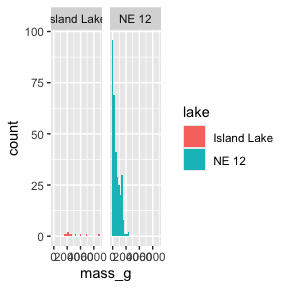 sland Lake NE 12
100
75
50
25
0
count
mass_g
lake
Island Lake
NE 12